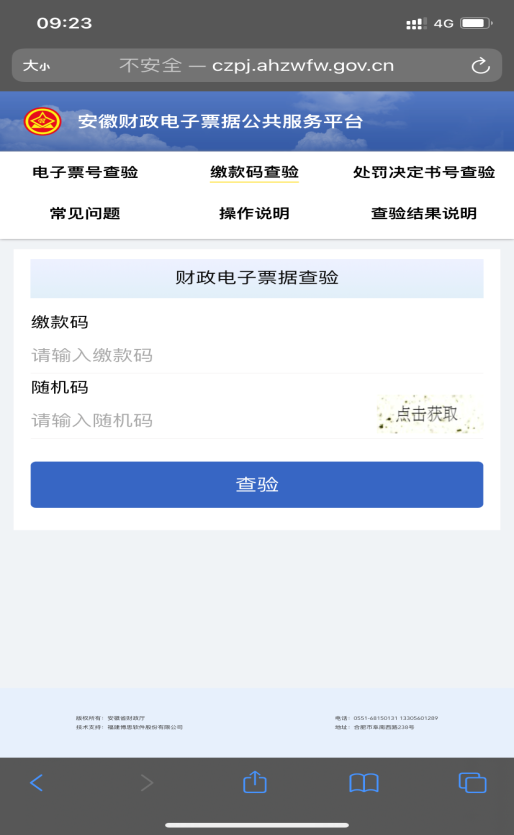 09:23 4G
大小 不安全 — czpj.ahzwfw.gov.cn
安徽财政电子票据公共服务平台
电子票号查验 缴款码查验 处罚决定书号查验
常见问题 操作说明 查验结果说明
财政电子票据查验
缴款码
请输入缴款码
随机码
请输入随机码 点击获取
查验
版权所有：安徽省财政厅 电话：0551-68150131 13305601289
技术支持：福建博思软件股份有限公司 地址：合肥市阜南西路238号